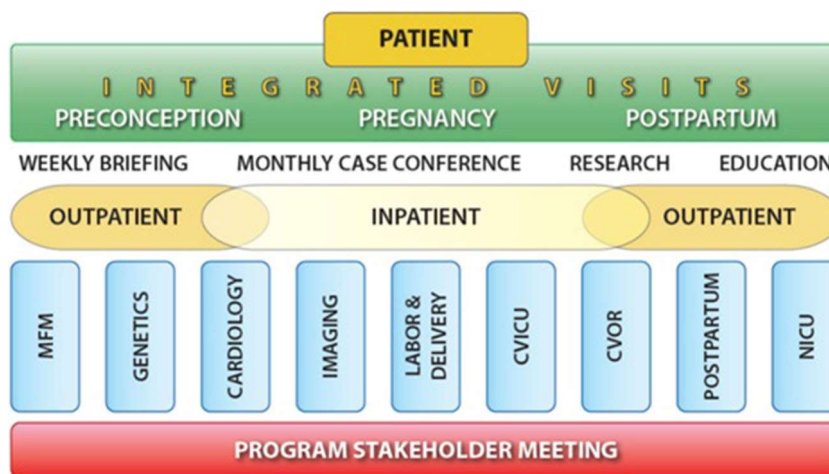 PATIENT
INTEGRATED VISITS
PRECONCEPTION PREGNANCY POSTPARTUM
WEEKLY BRIEFING MONTHLY CASE CONFERENCE RESEARCH EDUCATION
OUTPATIENT INPATIENT OUTPATIENT
MFM
GENETICS
CARDIOLOGY
IMAGING
LABOR &
DELIVERY
CVICU
CVOR
POSTPARTUM
NICU
PROGRAM STAKEHOLDER MEETING